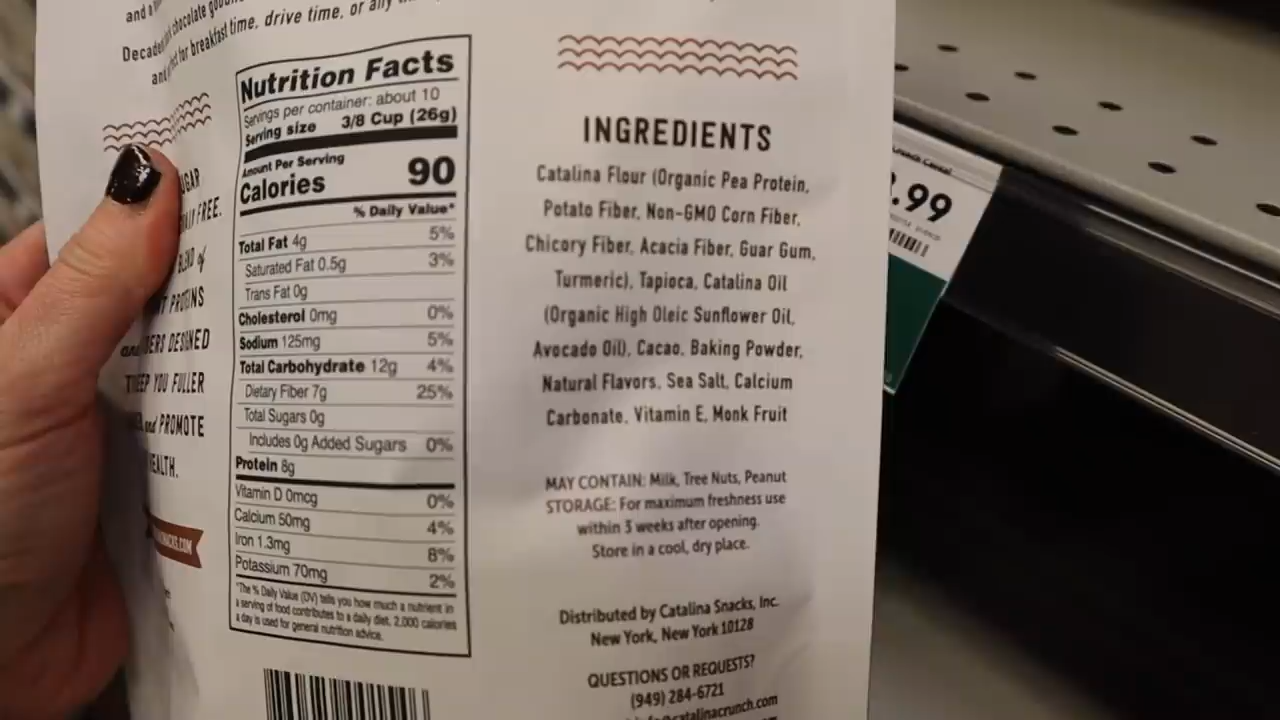 and a
Decaden chocolate
and for breakfast time, drive time, or any
UGAR
FREE.
BLEND of
PROTEINS
DESIGNED
YOU FULLER
and PROMOTE
Nutrition Facts
Servings per container: about 10
Serving size 3/8 Cup (26g)
Amount Per Serving
Calories 90
% Daily Value*
Total Fat 4g 5%
Saturated Fat 0.5g 3%
Trans Fat 0g
Cholesterol 0mg 0%
Sodium 125mg 5%
Total Carbohydrate 12g 4%
Dietary Fiber 7g 25%
Total Sugars 0g
Includes 0g Added Sugars 0%
Protein 8g
Vitamin D 0mcg 0%
Calcium 50mg 4%
Iron 1.3mg 8%
Potassium 70mg 2%
*The % Daily Value (DV) tells you how much a nutrient in
a serving of food contributes to a daily diet. 2,000 calories
a day is used for general nutrition advice.
INGREDIENTS
Catalina Flour (Organic Pea Protein,
Potato Fiber, Non-GMO Corn Fiber,
Chicory Fiber, Acacia Fiber, Guar Gum,
Turmeric), Tapioca, Catalina Oil
(Organic High Oleic Sunflower Oil,
Avocado Oil), Cacao, Baking Powder,
Natural Flavors, Sea Salt, Calcium
Carbonate, Vitamin E, Monk Fruit
MAY CONTAIN: Milk, Tree Nuts, Peanut
STORAGE: For maximum freshness use
within 3 weeks after opening.
Store in a cool, dry place.
Distributed by Catalina Snacks, Inc.
New York, New York 10128
QUESTIONS OR REQUESTS?
(949) 284-6721
@catalinacrunch.com
.99